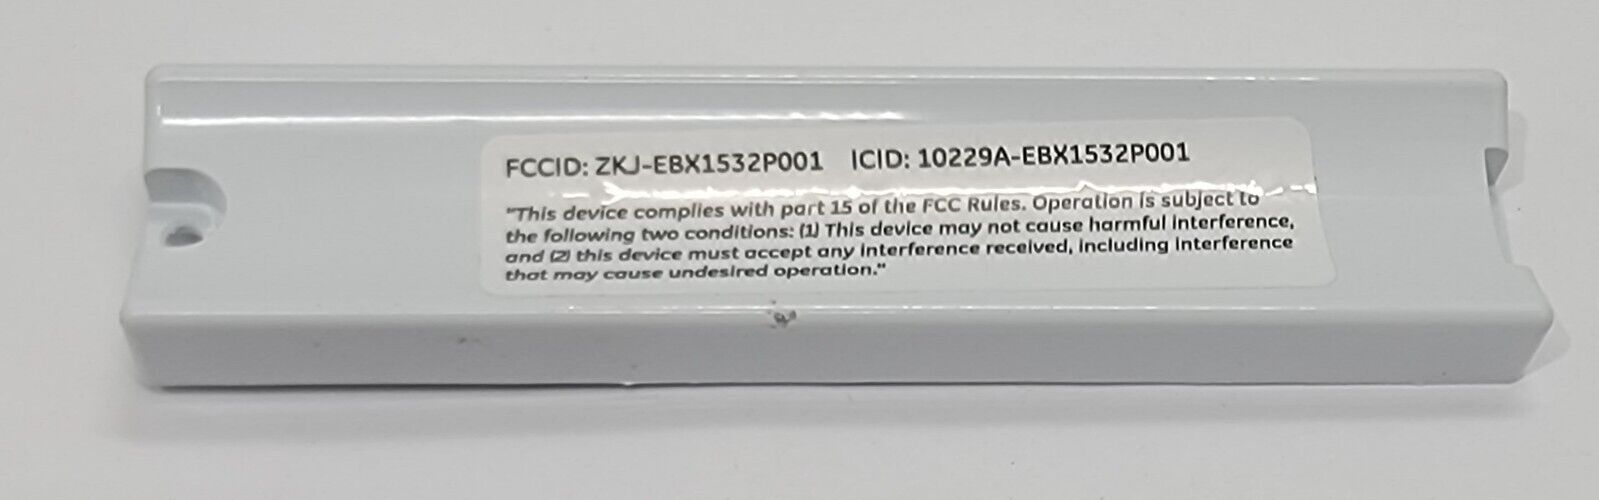 FCCID: ZKJ-EBX1532P001 ICID: 10229A-EBX1532P001
"This device complies with part 15 of the FCC Rules. Operation is subject to
the following two conditions: (1) This device may not cause harmful interference,
and (2) this device must accept any interference received, including interference
that may cause undesired operation."